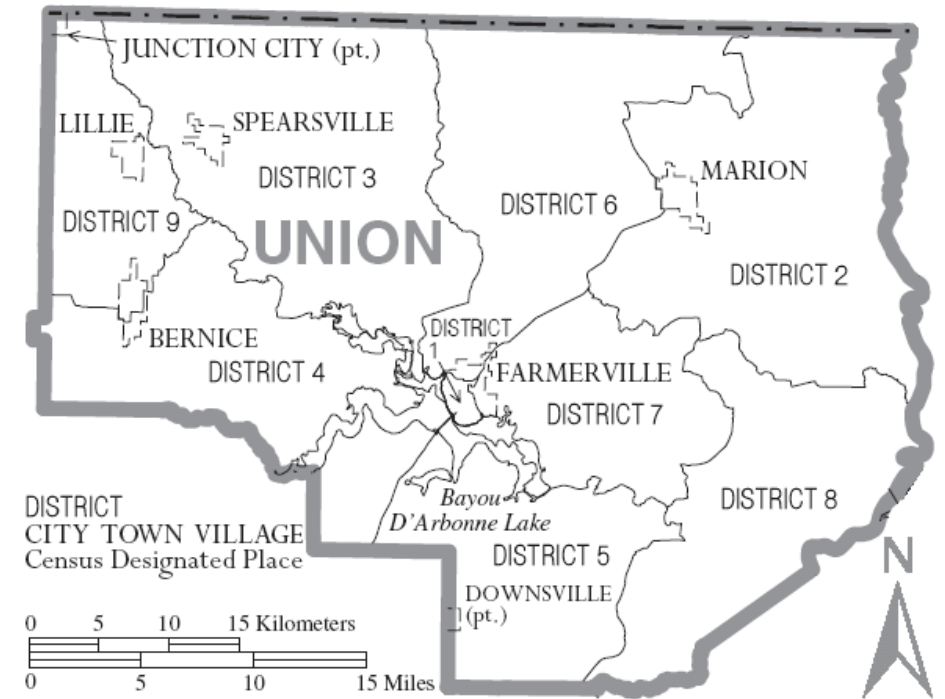 JUNCTION CITY (pt.)
LILLIE
SPEARSVILLE
DISTRICT 3
MARION
DISTRICT 6
DISTRICT 9
UNION
DISTRICT 2
DISTRICT
1
BERNICE
DISTRICT 4
FARMERVILLE
DISTRICT 7
Bayou
D'Arbonne Lake
DISTRICT 8
DISTRICT 5
DOWNSVILLE
(pt.)
DISTRICT
CITY TOWN VILLAGE
Census Designated Place
N
0 5 10 15 Kilometers
0 5 10 15 Miles